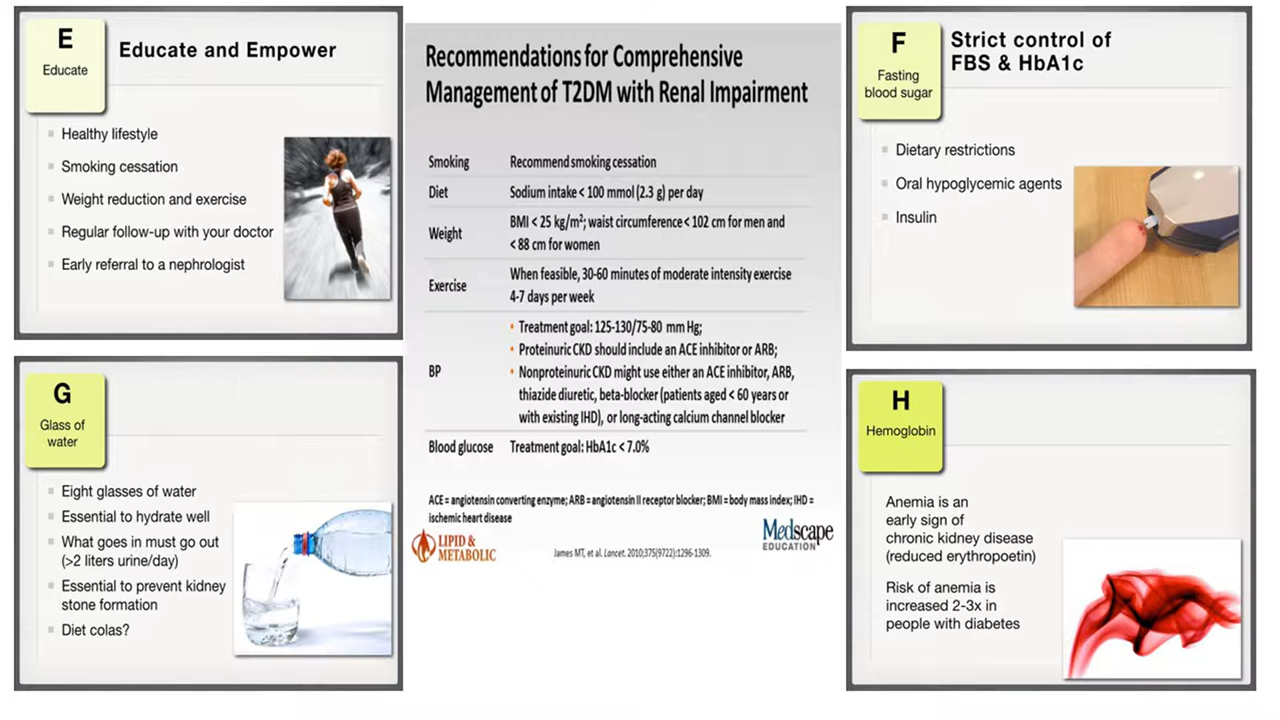 E
Educate
Educate and Empower
Healthy lifestyle
Smoking cessation
Weight reduction and exercise
Regular follow-up with your doctor
Early referral to a nephrologist
G
Glass of
water
Eight glasses of water
Essential to hydrate well
What goes in must go out
(>2 liters urine/day)
Essential to prevent kidney
stone formation
Diet colas?
Recommendations for Comprehensive
Management of T2DM with Renal Impairment
Smoking Recommend smoking cessation
Diet Sodium intake < 100 mmol (2.3 g) per day
Weight BMI < 25 kg/m²; waist circumference < 102 cm for men and
< 88 cm for women
Exercise When feasible, 30-60 minutes of moderate intensity exercise
4-7 days per week
BP • Treatment goal: 125-130/75-80 mm Hg;
• Proteinuric CKD should include an ACE inhibitor or ARB;
• Nonproteinuric CKD might use either an ACE inhibitor, ARB,
thiazide diuretic, beta-blocker (patients aged < 60 years or
with existing IHD), or long-acting calcium channel blocker
Blood glucose Treatment goal: HbA1c < 7.0%
ACE = angiotensin converting enzyme; ARB = angiotensin II receptor blocker; BMI = body mass index; IHD =
ischemic heart disease
LIPID &
METABOLIC
James MT, et al. Lancet. 2010;375(9722):1296-1309.
Medscape
EDUCATION
F
Fasting
blood sugar
Strict control of
FBS & HbA1c
Dietary restrictions
Oral hypoglycemic agents
Insulin
H
Hemoglobin
Anemia is an
early sign of
chronic kidney disease
(reduced erythropoetin)
Risk of anemia is
increased 2-3x in
people with diabetes